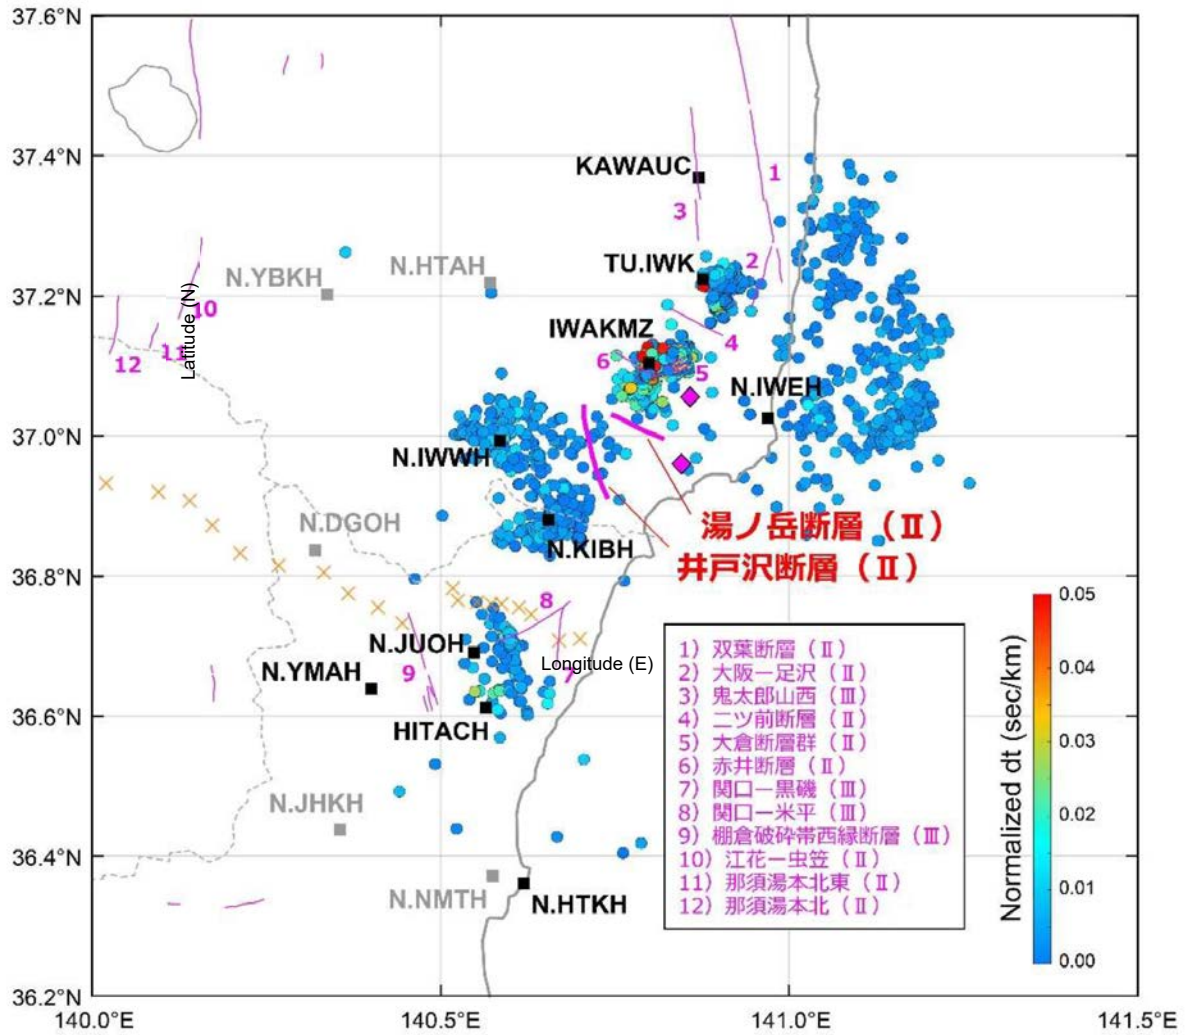 37.6°N
37.4°N
37.2°N
37.0°N
36.8°N
36.6°N
36.4°N
36.2°N
140.0°E
140.5°E
141.0°E
141.5°E
Latitude (N)
Longitude (E)
KAWAUC
1
3
TU.IWK
2
N.HTAH
N.YBKH
10
IWAKMZ
4
11
12
6
5
N.IWEH
N.IWWH
N.DGOH
N.KIBH
湯ノ岳断層（Ⅱ）
井戸沢断層（Ⅱ）
8
N.JUOH
N.YMAH
9
7
HITACH
N.JHKH
N.NMTH
N.HTKH
1）双葉断層（Ⅱ）
2）大阪ー足沢（Ⅱ）
3）鬼太郎山西（Ⅲ）
4）二ツ前断層（Ⅱ）
5）大倉断層群（Ⅱ）
6）赤井断層（Ⅱ）
7）関口ー黒磯（Ⅲ）
8）関口ー米平（Ⅲ）
9）棚倉破砕帯西縁断層（Ⅲ）
10）江花ー虫笠（Ⅱ）
11）那須湯本北東（Ⅱ）
12）那須湯本北（Ⅱ）
Normalized dt (sec/km)
0.05
0.04
0.03
0.02
0.01
0.00